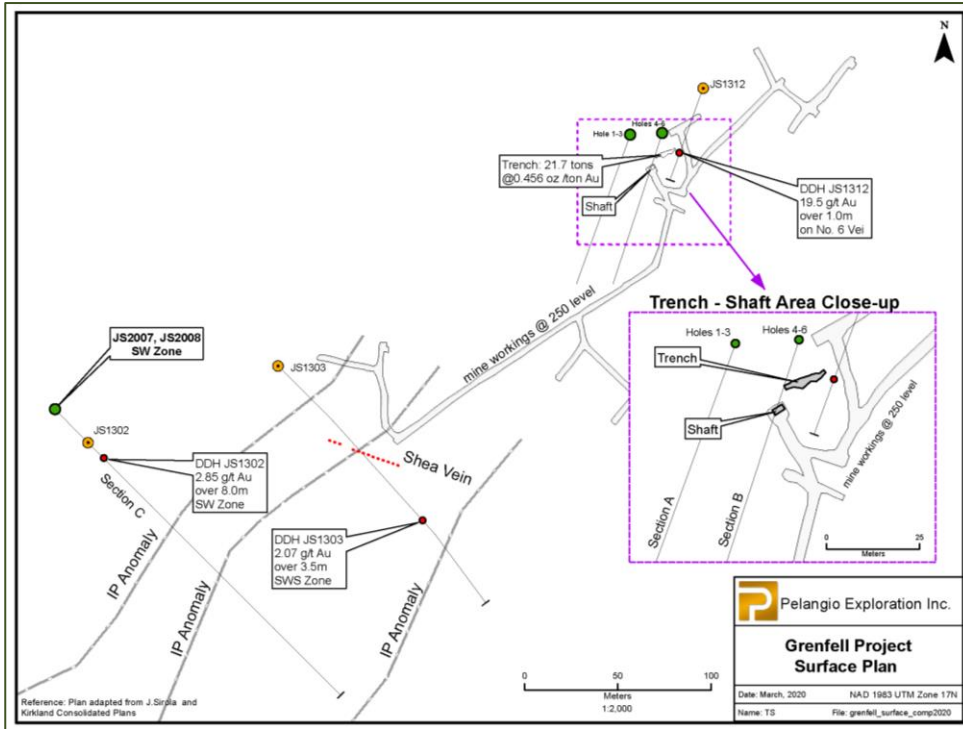 N
JS1312
Holes 4-6
Hole 1-3
Trench: 21.7 tons
@0.456 oz /ton Au
Shaft
DDH JS1312
19.5 g/t Au
over 1.0m
on No. 6 Vei
mine workings @ 250 level
Trench - Shaft Area Close-up
Holes 1-3
Holes 4-6
Trench
Shaft
mine workings @ 250 level
Section A
Section B
0
25
Meters
JS2007, JS2008
SW Zone
JS1303
JS1302
DDH JS1302
2.85 g/t Au
over 8.0m
SW Zone
Section C
Shea Vein
DDH JS1303
2.07 g/t Au
over 3.5m
SWS Zone
IP Anomaly
IP Anomaly
IP Anomaly
0
50
100
Meters
1:2,000
Reference: Plan adapted from J.Sirola and
Kirkland Consolidated Plans
Pelangio Exploration Inc.
Grenfell Project
Surface Plan
Date: March, 2020
NAD 1983 UTM Zone 17N
Name: TS
File: grenfell_surface_comp2020